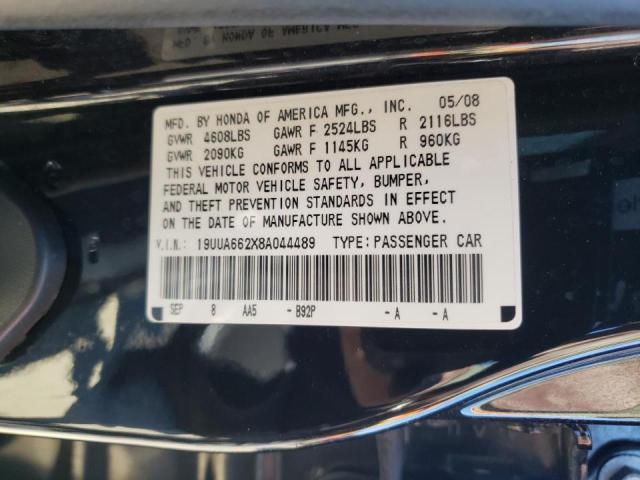 MFD. BY HONDA OF AMERICA MFG., INC. 05/08
GVWR 4608LBS GAWR F 2524LBS R 2116LBS
GVWR 2090KG GAWR F 1145KG R 960KG
THIS VEHICLE CONFORMS TO ALL APPLICABLE
FEDERAL MOTOR VEHICLE SAFETY, BUMPER,
AND THEFT PREVENTION STANDARDS IN EFFECT
ON THE DATE OF MANUFACTURE SHOWN ABOVE.
V.I.N.: 19UUA662X8A044489 TYPE:PASSENGER CAR
SEP 8 AA5 -B92P -A -A